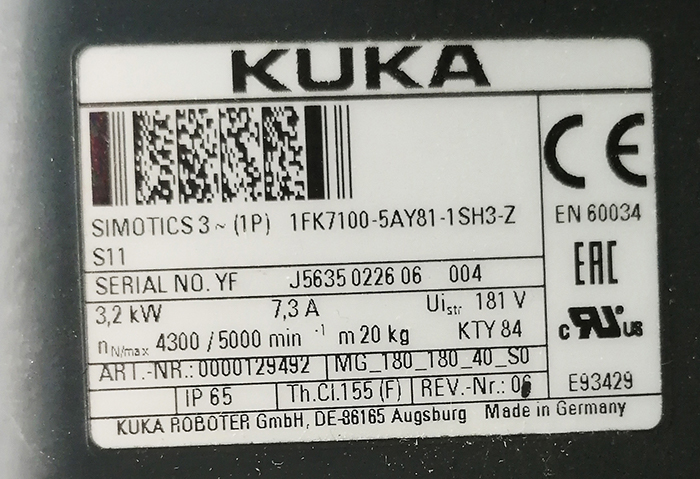 KUKA
SIMOTICS 3 ~ (1P) 1FK7100-5AY81-1SH3-Z
S11
SERIAL NO. YF J5635 0226 06 004
3,2 kW 7,3 A Ui str 181 V
n N/max 4300 / 5000 min -1 m 20 kg KTY 84
ART.-NR.: 0000129492 MG_180_180_40_S0
IP 65 Th.Cl.155 (F) REV.-Nr.: 06
KUKA ROBOTER GmbH, DE-86165 Augsburg Made in Germany
CE
EN 60034
EAC
c RU US
E93429